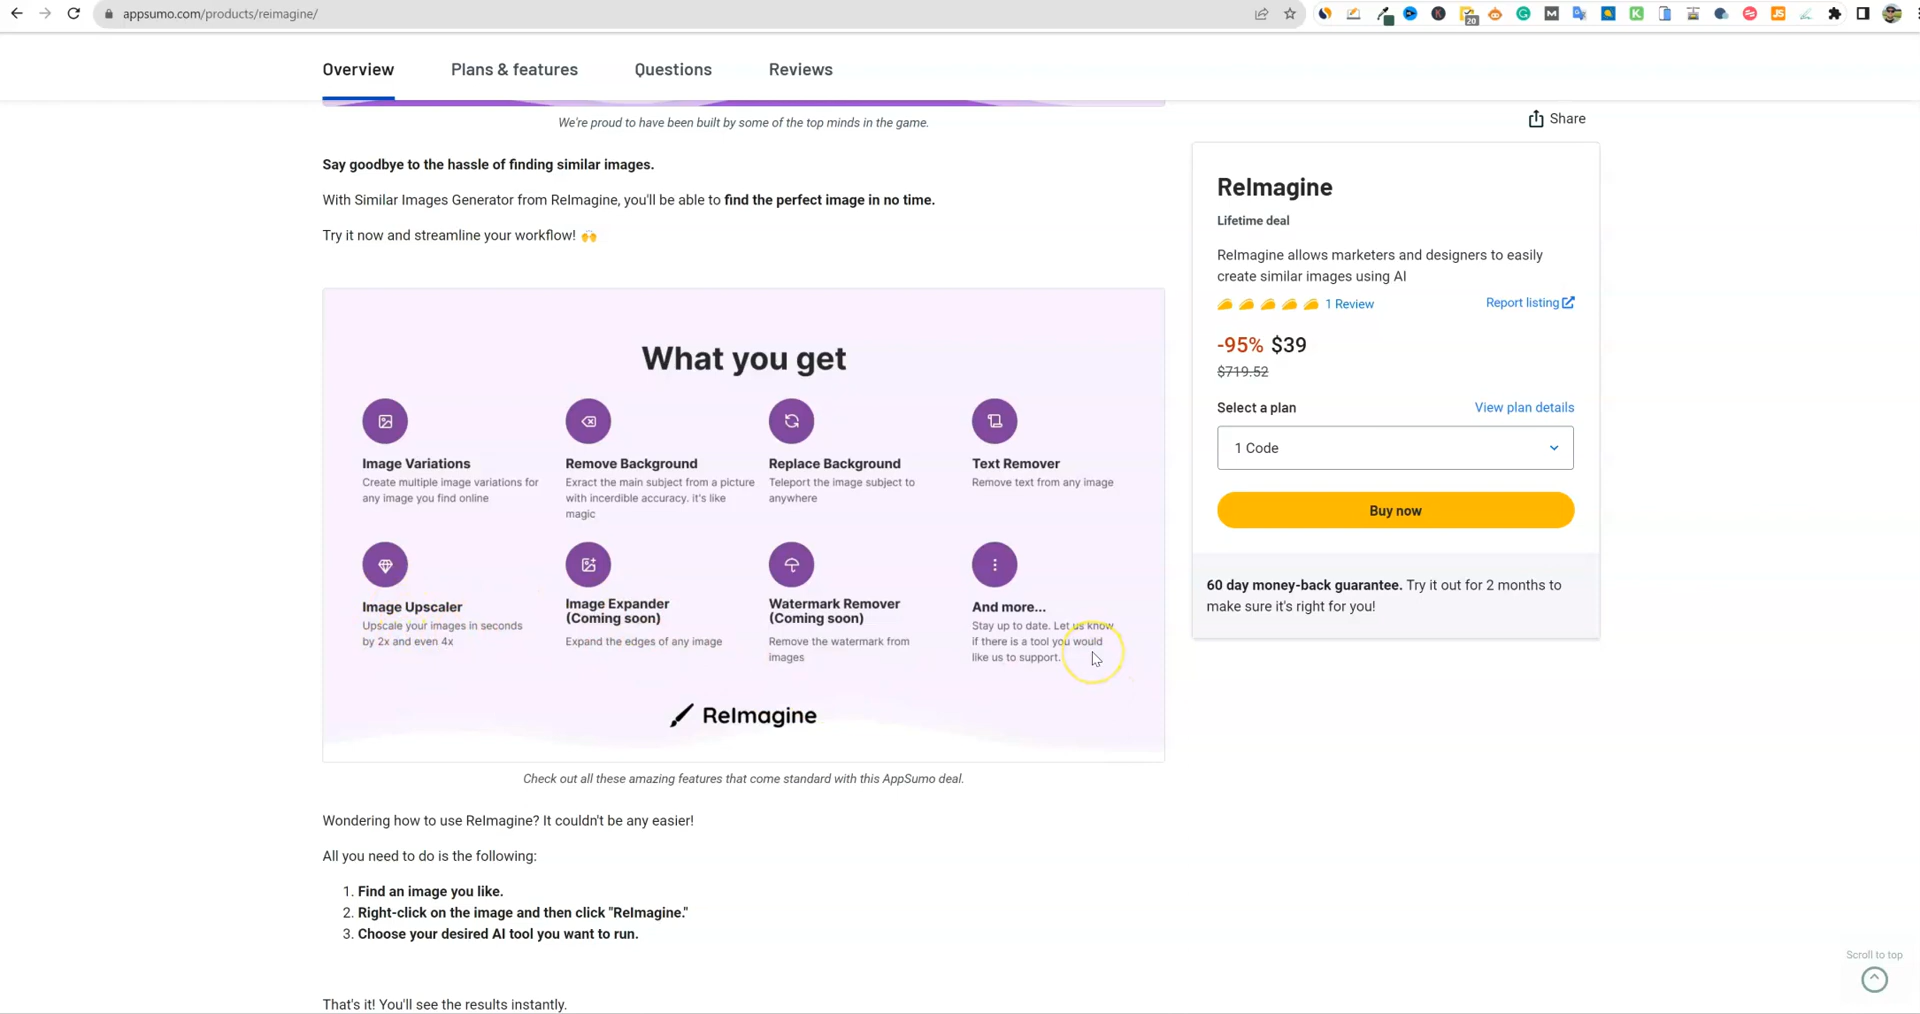 appsumo.com/products/reimagine/
20
Overview
Plans & features
Questions
Reviews
We're proud to have been built by some of the top minds in the game.
Share
Say goodbye to the hassle of finding similar images.
With Similar Images Generator from ReImagine, you'll be able to find the perfect image in no time.
Try it now and streamline your workflow! 🙌
ReImagine
Lifetime deal
ReImagine allows marketers and designers to easily
create similar images using AI
1 Review
Report listing
-95% $39
$719.52
Select a plan
View plan details
1 Code
Buy now
60 day money-back guarantee. Try it out for 2 months to
make sure it's right for you!
What you get
Image Variations
Create multiple image variations for
any image you find online
Remove Background
Exract the main subject from a picture
with incerdible accuracy. it's like
magic
Replace Background
Teleport the image subject to
anywhere
Text Remover
Remove text from any image
Image Upscaler
Upscale your images in seconds
by 2x and even 4x
Image Expander
(Coming soon)
Expand the edges of any image
Watermark Remover
(Coming soon)
Remove the watermark from
images
And more...
Stay up to date. Let us know
if there is a tool you would
like us to support.
ReImagine
Check out all these amazing features that come standard with this AppSumo deal.
Wondering how to use ReImagine? It couldn't be any easier!
All you need to do is the following:
1. Find an image you like.
2. Right-click on the image and then click "ReImagine."
3. Choose your desired AI tool you want to run.
Scroll to top
That's it! You'll see the results instantly.